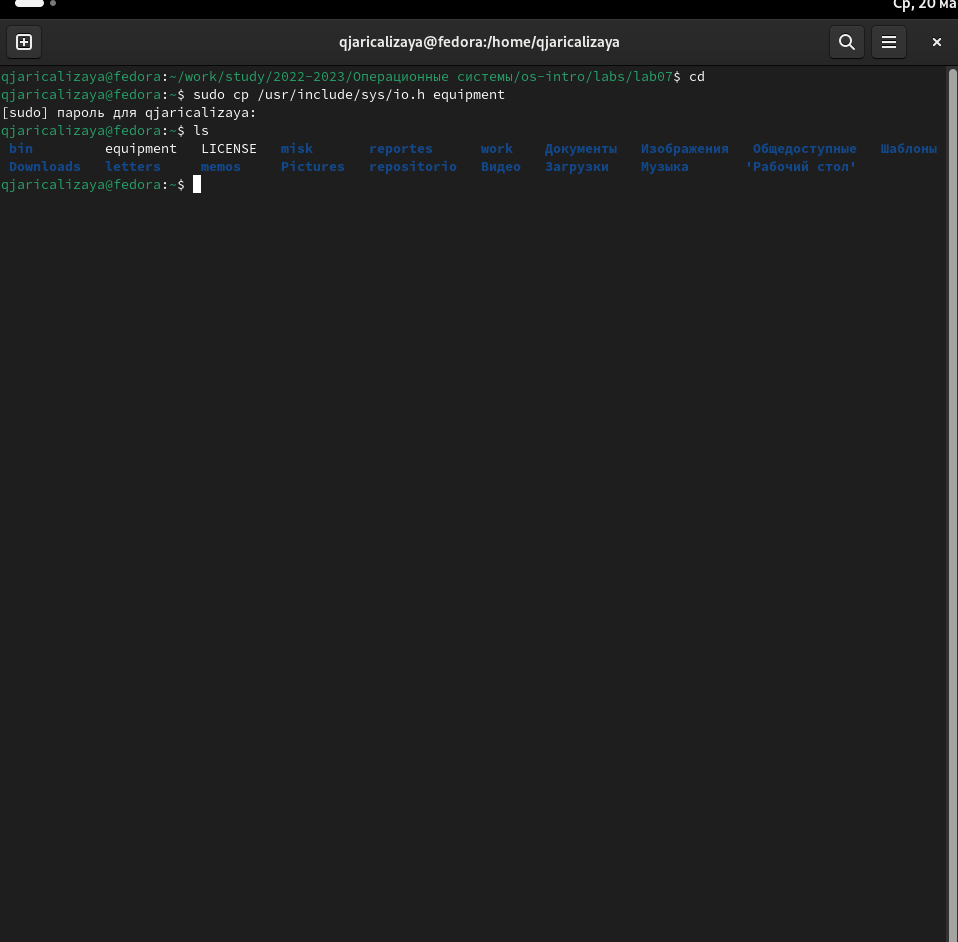 Ср, 20 ма
qjaricalizaya@fedora:/home/qjaricalizaya
qjaricalizaya@fedora:~/work/study/2022-2023/Операционные системы/os-intro/labs/lab07$ cd
qjaricalizaya@fedora:~$ sudo cp /usr/include/sys/io.h equipment
[sudo] пароль для qjaricalizaya:
qjaricalizaya@fedora:~$ ls
bin equipment LICENSE misk reportes work Документы Изображения Общедоступные Шаблоны
Downloads letters memos Pictures repositorio Видео Загрузки Музыка 'Рабочий стол'
qjaricalizaya@fedora:~$